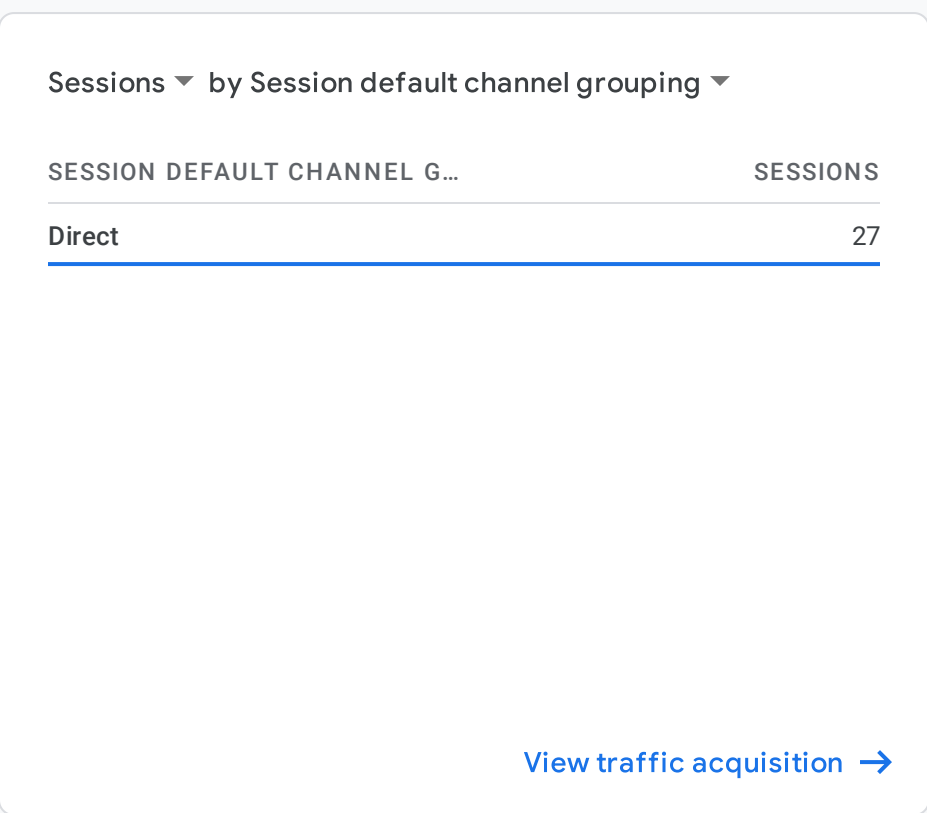 Sessions by Session default channel grouping
SESSION DEFAULT CHANNEL G… SESSIONS
Direct 27
View traffic acquisition